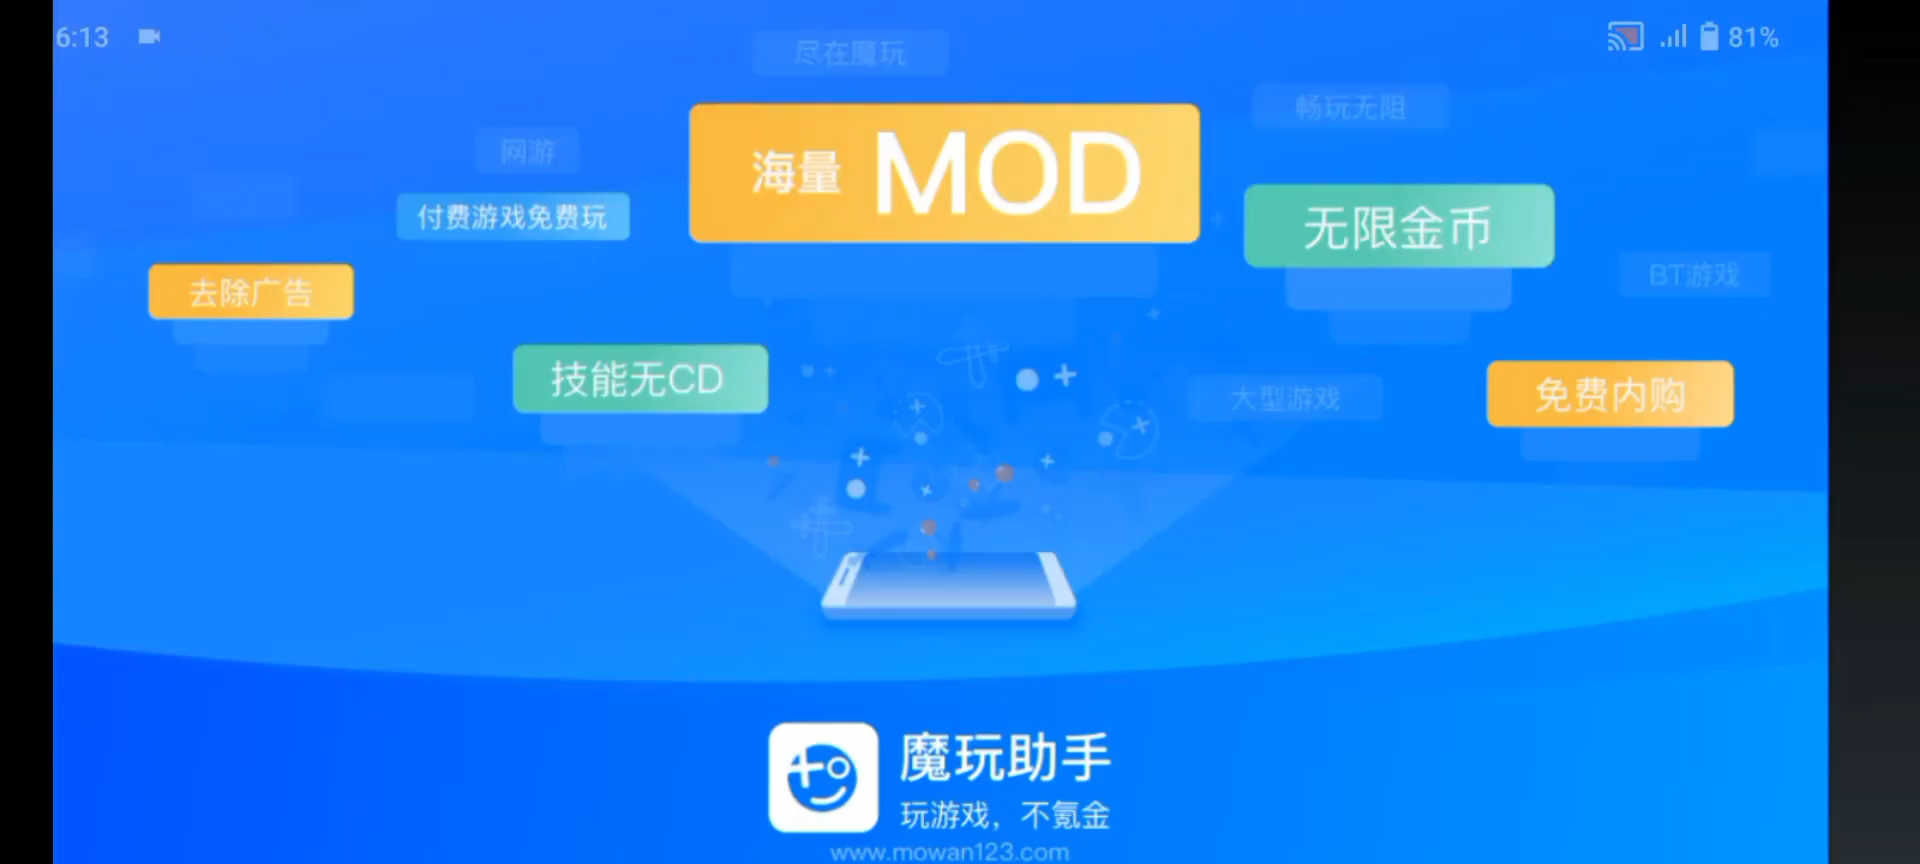 6:13
81%
尽在魔玩
畅玩无阻
网游
海量 MOD
付费游戏免费玩
无限金币
去除广告
BT游戏
技能无CD
大型游戏
免费内购
魔玩助手
玩游戏，不氪金
www.mowan123.com